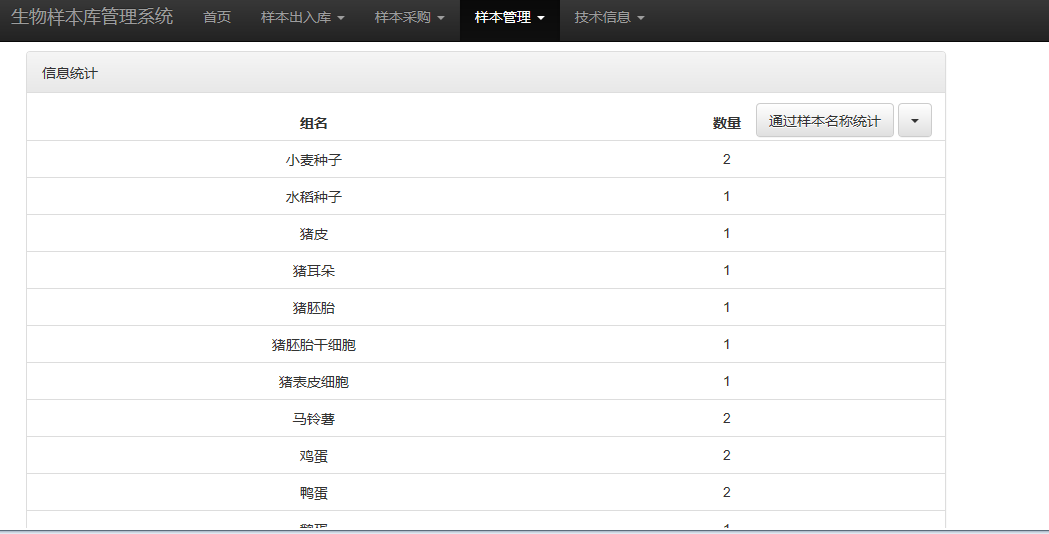 生物样本库管理系统 首页 样本出入库 样本采购 样本管理 技术信息
信息统计
组名 数量 通过样本名称统计
小麦种子 2
水稻种子 1
猪皮 1
猪耳朵 1
猪胚胎 1
猪胚胎干细胞 1
猪表皮细胞 1
马铃薯 2
鸡蛋 2
鸭蛋 2